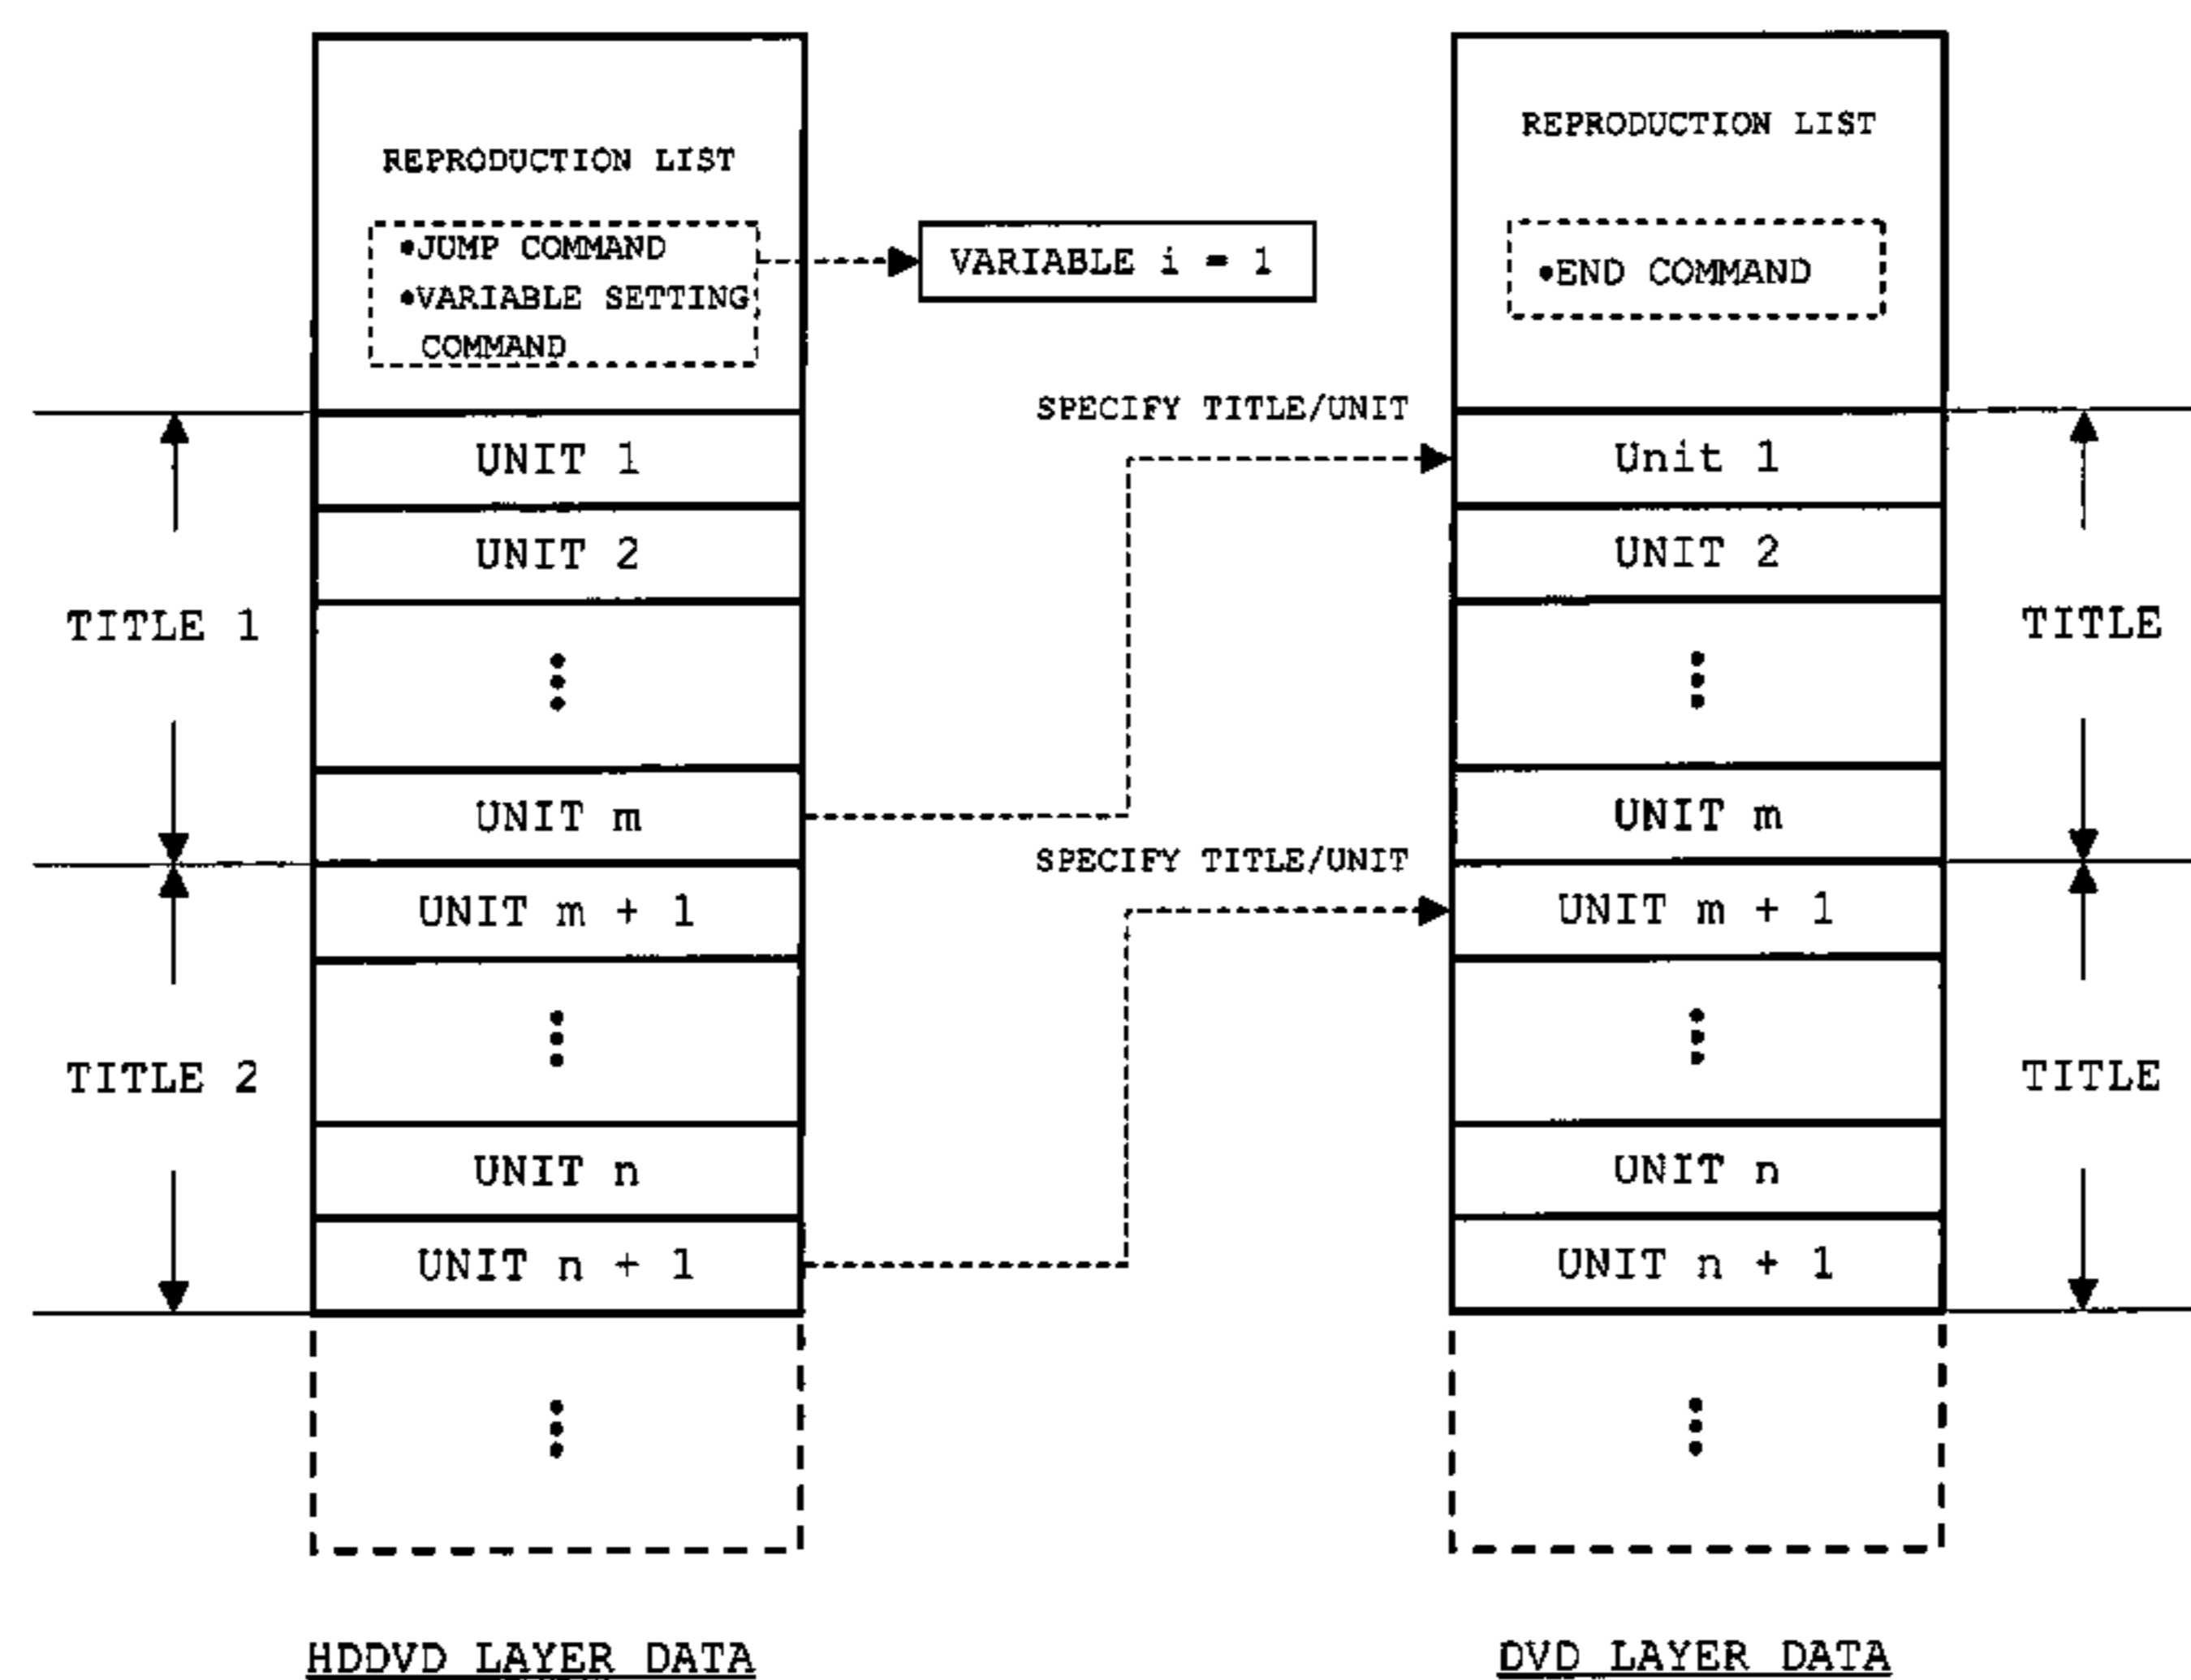 REPRODUCTION LIST
•JUMP COMMAND
•VARIABLE SETTING
COMMAND
VARIABLE i = 1
REPRODUCTION LIST
•END COMMAND
SPECIFY TITLE/UNIT
SPECIFY TITLE/UNIT
TITLE 1
TITLE 2
UNIT 1
UNIT 2
UNIT m
UNIT m + 1
UNIT n
UNIT n + 1
Unit 1
UNIT 2
UNIT m
UNIT m + 1
UNIT n
UNIT n + 1
TITLE
TITLE
HDDVD LAYER DATA
DVD LAYER DATA